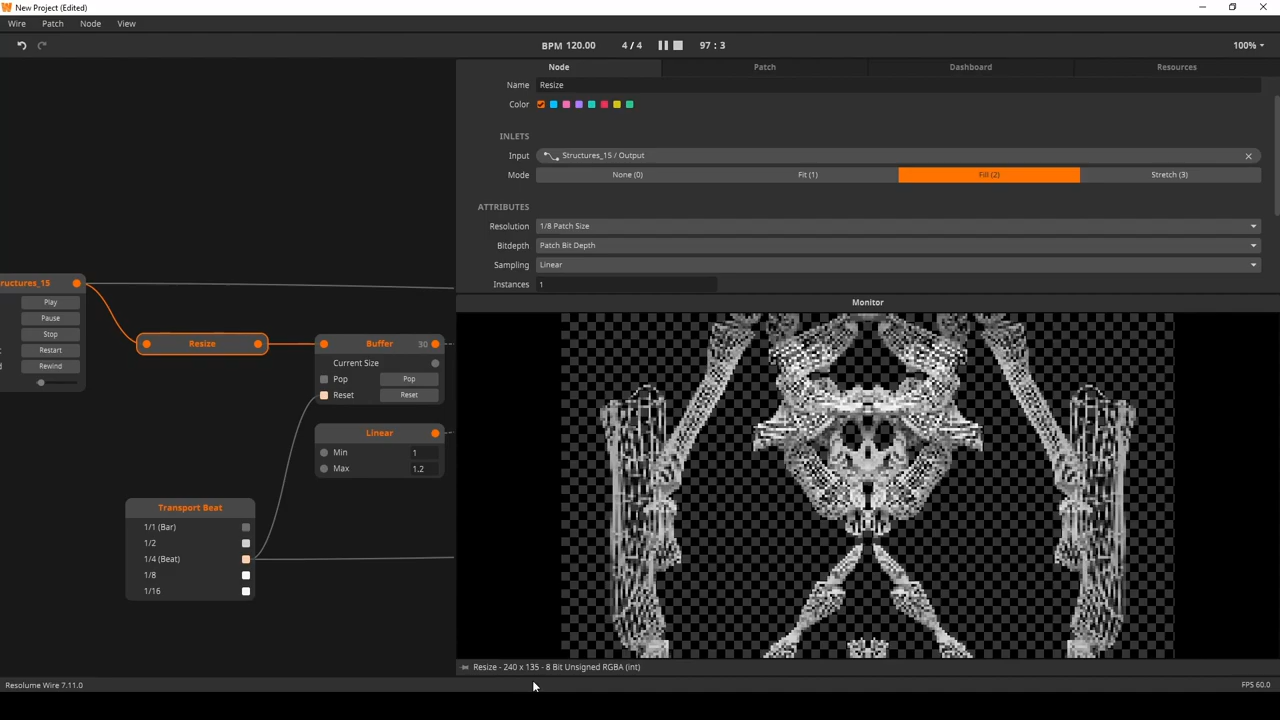 New Project (Edited)
Wire Patch Node View
BPM 120.00 4 / 4 97 : 3 100%
Node Patch Dashboard Resources
Name Resize
Color
INLETS
Input Structures_15 / Output
Mode None (0) Fit (1) Fill (2) Stretch (3)
ATTRIBUTES
Resolution 1/8 Patch Size
Bitdepth Patch Bit Depth
Sampling Linear
Instances 1
Monitor
ructures_15
Play
Pause
Stop
Restart
Rewind
Resize
Buffer 30
Current Size
Pop Pop
Reset Reset
Linear
Min 1
Max 1.2
Transport Beat
1/1 (Bar)
1/2
1/4 (Beat)
1/8
1/16
Resize - 240 x 135 - 8 Bit Unsigned RGBA (int)
Resolume Wire 7.11.0 FPS 60.0